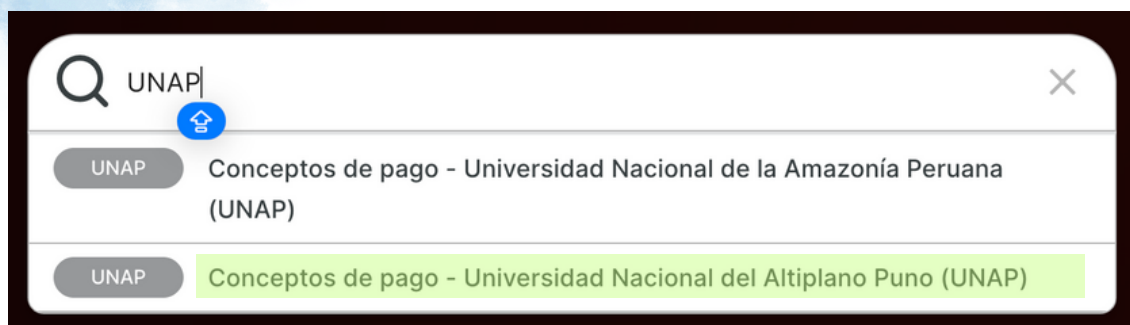 UNAP
UNAP
Conceptos de pago - Universidad Nacional de la Amazonía Peruana
(UNAP)
UNAP
Conceptos de pago - Universidad Nacional del Altiplano Puno (UNAP)